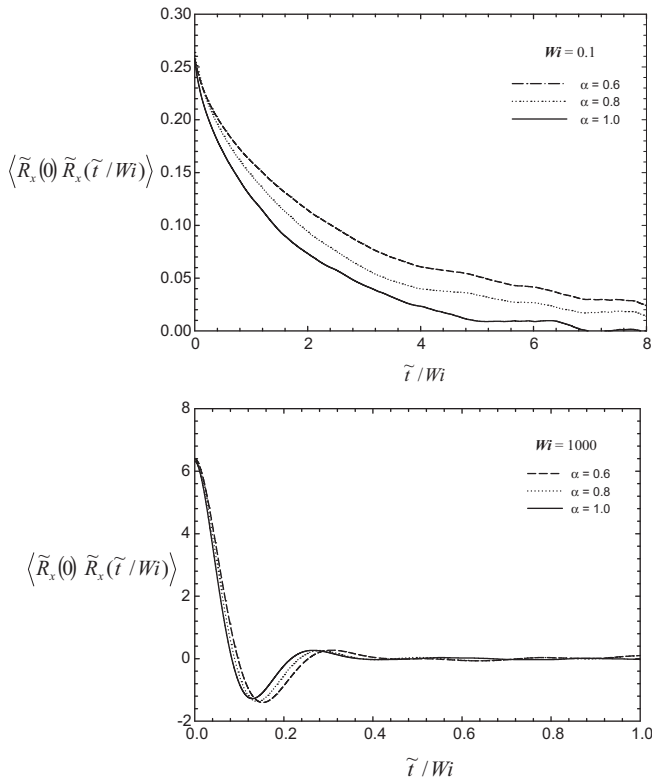 0.30
Wi = 0.1
0.25
α = 0.6
0.20
α = 0.8
α = 1.0
⟨R̃ₓ(0) R̃ₓ(t̃ /Wi)⟩
0.15
0.10
0.05
0.00
0 2 4 6 8
t̃ /Wi
8
Wi = 1000
6
α = 0.6
α = 0.8
4
α = 1.0
⟨R̃ₓ(0) R̃ₓ(t̃ /Wi)⟩
2
0
-2
0.0 0.2 0.4 0.6 0.8 1.0
t̃ /Wi